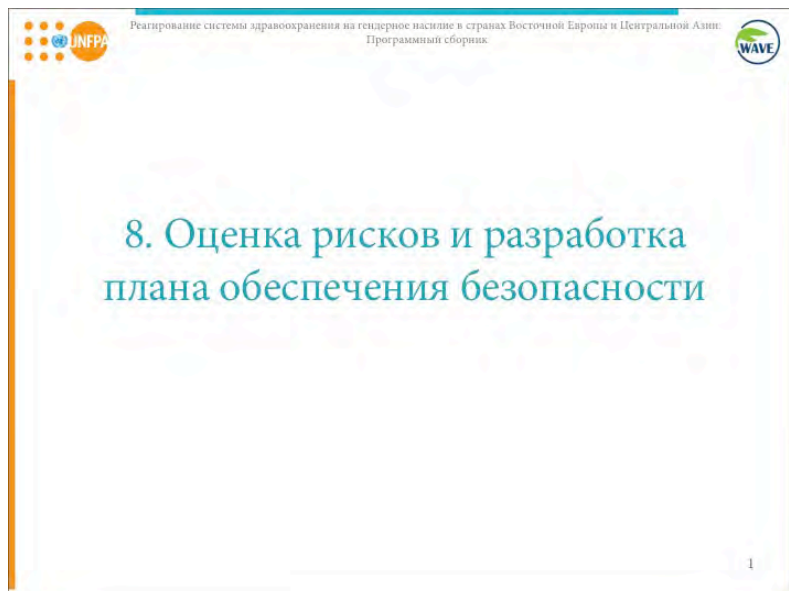 UNFPA
Реагирование системы здравоохранения на гендерное насилие в странах Восточной Европы и Центральной Азии:
Программный сборник
WAVE
8. Оценка рисков и разработка
плана обеспечения безопасности
1